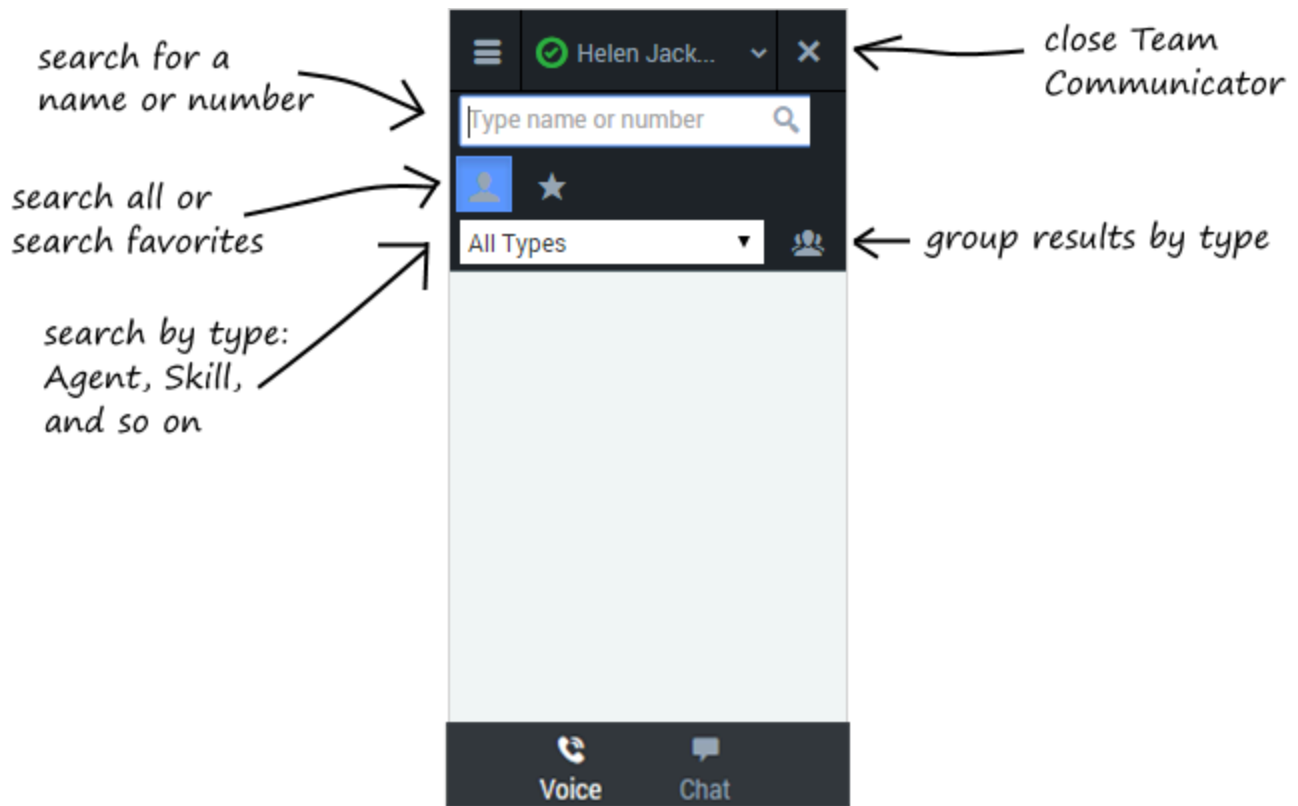 search for a
name or number
Helen Jack...
close Team
Communicator
Type name or number
search all or
search favorites
All Types
group results by type
search by type:
Agent, Skill,
and so on
Voice
Chat